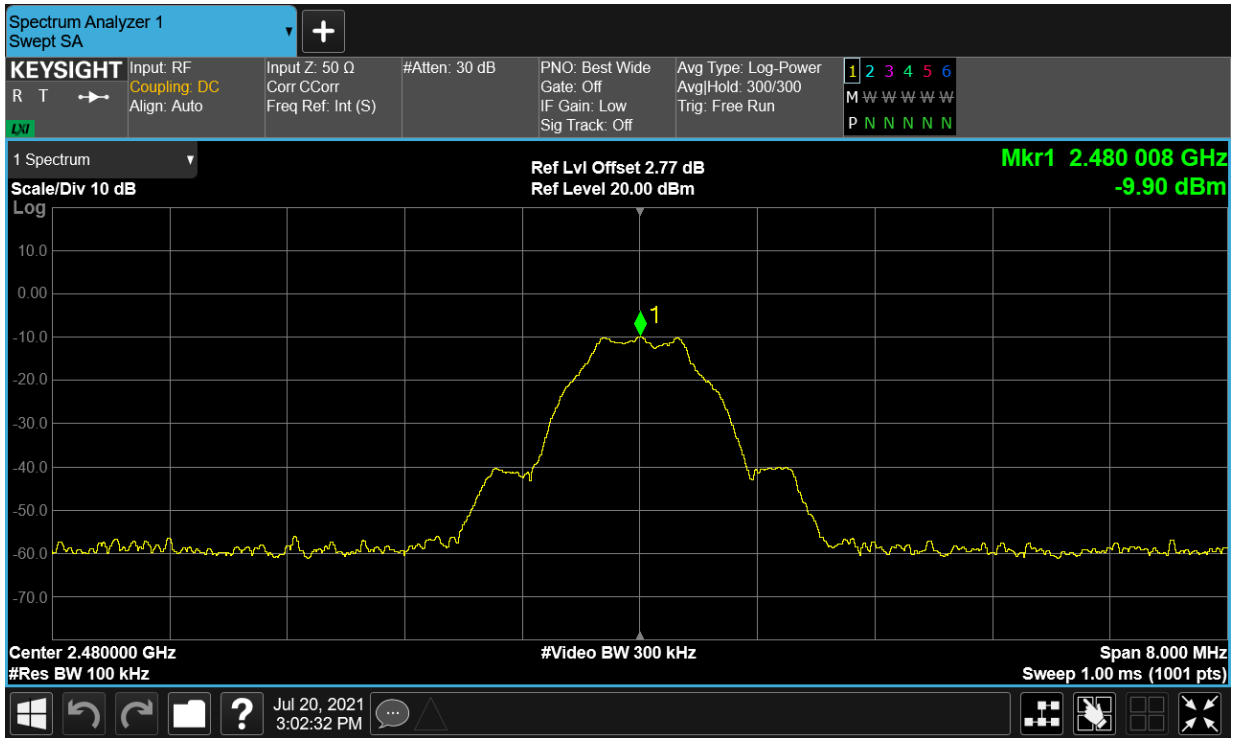 Spectrum Analyzer 1
Swept SA
KEYSIGHT
R T
LXI
Input: RF
Coupling: DC
Align: Auto
Input Z: 50 Ω
Corr CCorr
Freq Ref: Int (S)
#Atten: 30 dB
PNO: Best Wide
Gate: Off
IF Gain: Low
Sig Track: Off
Avg Type: Log-Power
Avg|Hold: 300/300
Trig: Free Run
1 2 3 4 5 6
M W W W W W
P N N N N N
1 Spectrum
Scale/Div 10 dB
Log
Ref Lvl Offset 2.77 dB
Ref Level 20.00 dBm
Mkr1 2.480 008 GHz
-9.90 dBm
1
10.0
0.00
-10.0
-20.0
-30.0
-40.0
-50.0
-60.0
-70.0
Center 2.480000 GHz
#Res BW 100 kHz
#Video BW 300 kHz
Span 8.000 MHz
Sweep 1.00 ms (1001 pts)
?
Jul 20, 2021
3:02:32 PM